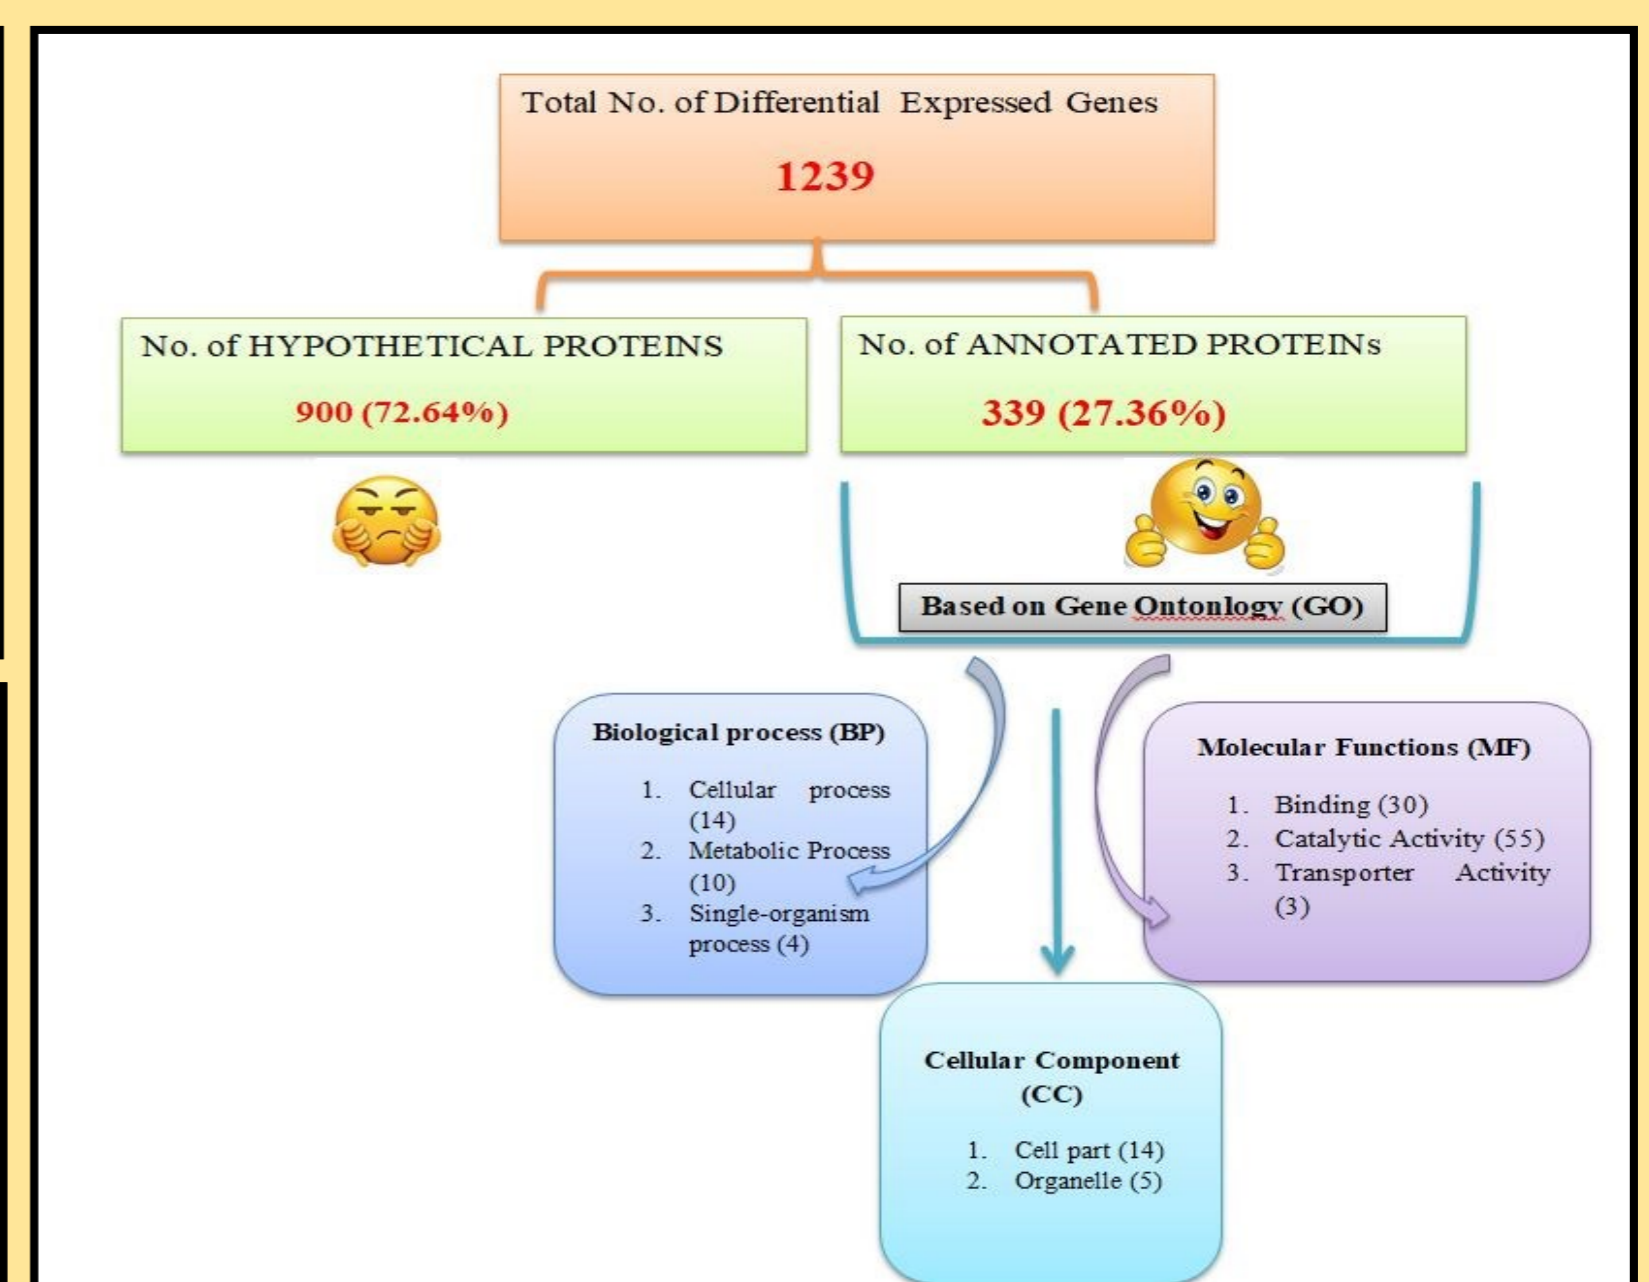 Total No. of Differential Expressed Genes
1239
No. of HYPOTHETICAL PROTEINS
900 (72.64%)
No. of ANNOTATED PROTEINs
339 (27.36%)
Based on Gene Ontonlogy (GO)
Biological process (BP)
1. Cellular process
(14)
2. Metabolic Process
(10)
3. Single-organism
process (4)
Molecular Functions (MF)
1. Binding (30)
2. Catalytic Activity (55)
3. Transporter Activity
(3)
Cellular Component
(CC)
1. Cell part (14)
2. Organelle (5)